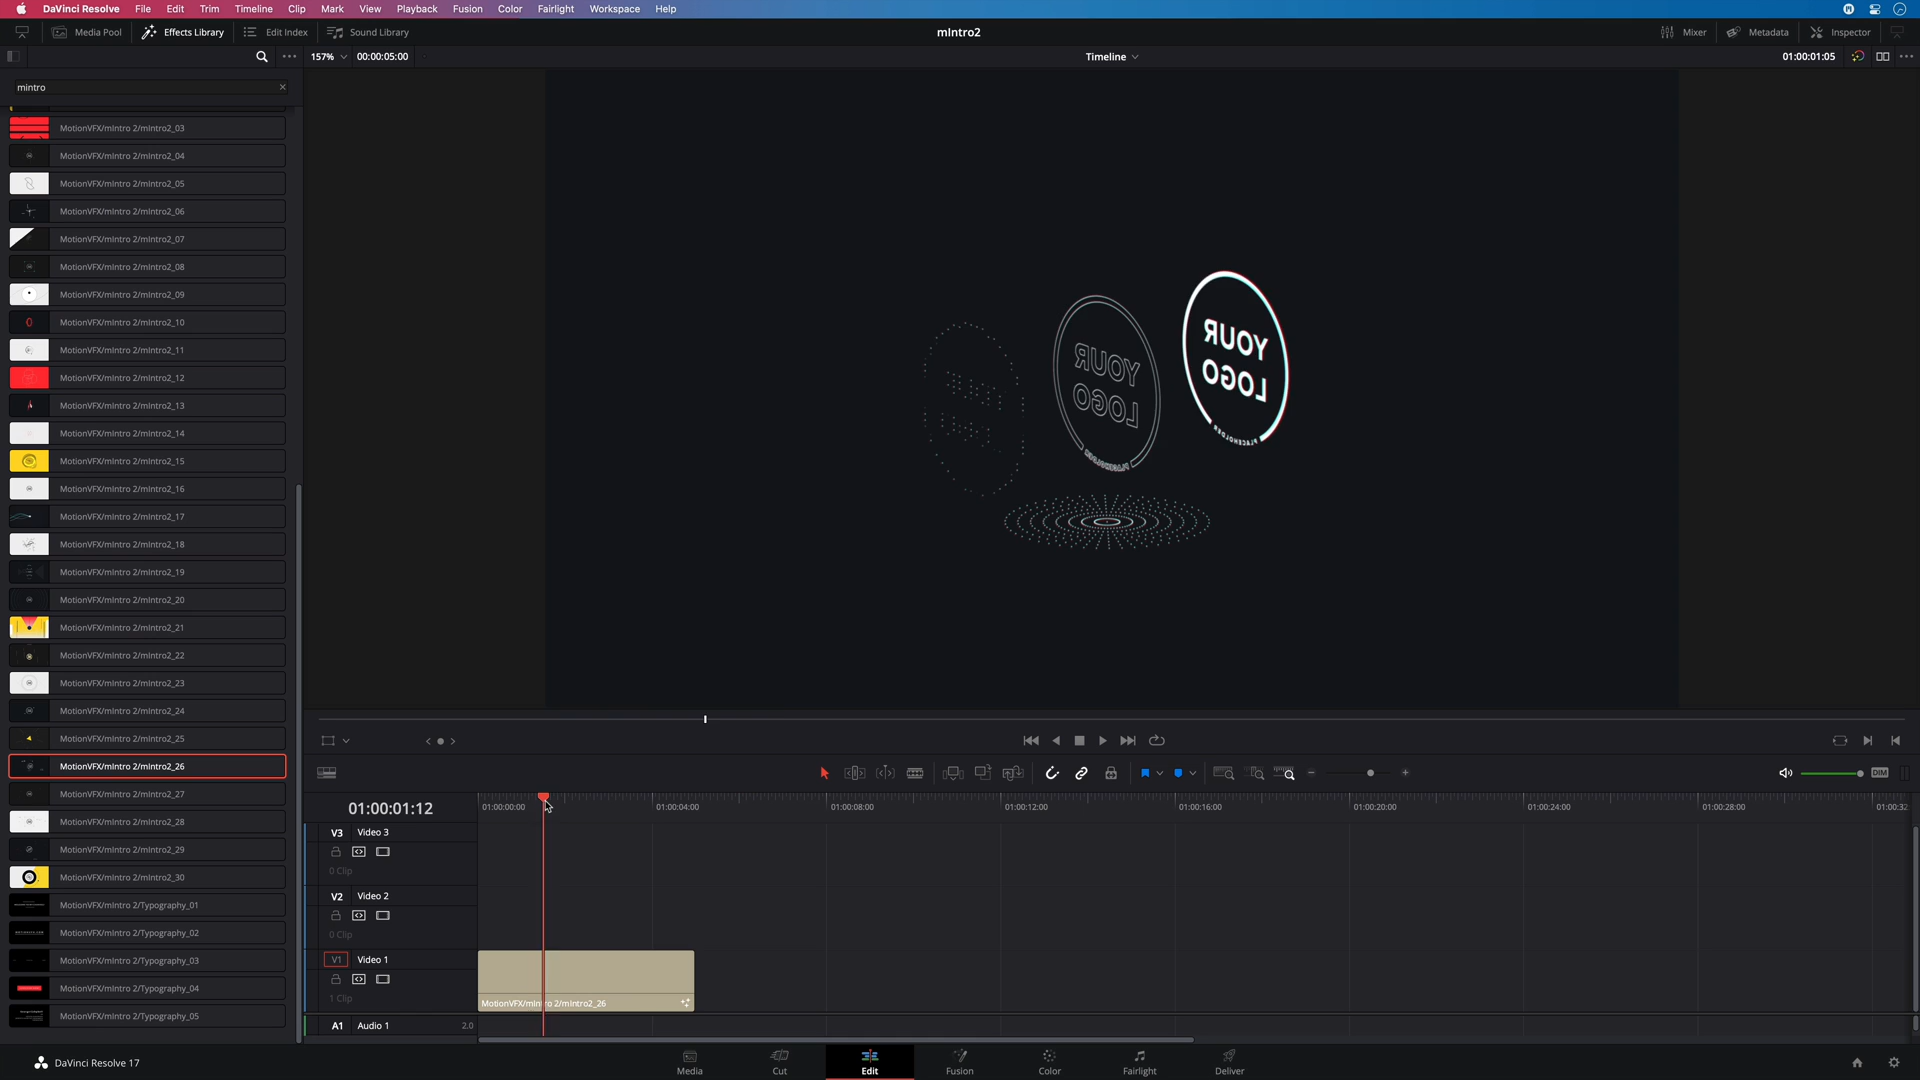 DaVinci Resolve File Edit Trim Timeline Clip Mark View Playback Fusion Color Fairlight Workspace Help
Media Pool Effects Library Edit Index Sound Library mIntro2 Mixer Metadata Inspector
157% 00:00:05:00 Timeline 01:00:01:05
mintro
MotionVFX/mIntro 2/mIntro2_03
MotionVFX/mIntro 2/mIntro2_04
MotionVFX/mIntro 2/mIntro2_05
MotionVFX/mIntro 2/mIntro2_06
MotionVFX/mIntro 2/mIntro2_07
MotionVFX/mIntro 2/mIntro2_08
MotionVFX/mIntro 2/mIntro2_09
MotionVFX/mIntro 2/mIntro2_10
MotionVFX/mIntro 2/mIntro2_11
MotionVFX/mIntro 2/mIntro2_12
MotionVFX/mIntro 2/mIntro2_13
MotionVFX/mIntro 2/mIntro2_14
MotionVFX/mIntro 2/mIntro2_15
MotionVFX/mIntro 2/mIntro2_16
MotionVFX/mIntro 2/mIntro2_17
MotionVFX/mIntro 2/mIntro2_18
MotionVFX/mIntro 2/mIntro2_19
MotionVFX/mIntro 2/mIntro2_20
MotionVFX/mIntro 2/mIntro2_21
MotionVFX/mIntro 2/mIntro2_22
MotionVFX/mIntro 2/mIntro2_23
MotionVFX/mIntro 2/mIntro2_24
MotionVFX/mIntro 2/mIntro2_25
MotionVFX/mIntro 2/mIntro2_26
MotionVFX/mIntro 2/mIntro2_27
MotionVFX/mIntro 2/mIntro2_28
MotionVFX/mIntro 2/mIntro2_29
MotionVFX/mIntro 2/mIntro2_30
MotionVFX/mIntro 2/Typography_01
MotionVFX/mIntro 2/Typography_02
MotionVFX/mIntro 2/Typography_03
MotionVFX/mIntro 2/Typography_04
MotionVFX/mIntro 2/Typography_05
YOUR
LOGO
PLACEHOLDER
YOUR
LOGO
PLACEHOLDER
DIM
01:00:01:12
01:00:00:00 01:00:04:00 01:00:08:00 01:00:12:00 01:00:16:00 01:00:20:00 01:00:24:00 01:00:28:00 01:00:32
V3 Video 3
0 Clip
V2 Video 2
0 Clip
V1 Video 1
1 Clip
MotionVFX/mIntro 2/mIntro2_26
A1 Audio 1 2.0
DaVinci Resolve 17
Media Cut Edit Fusion Color Fairlight Deliver